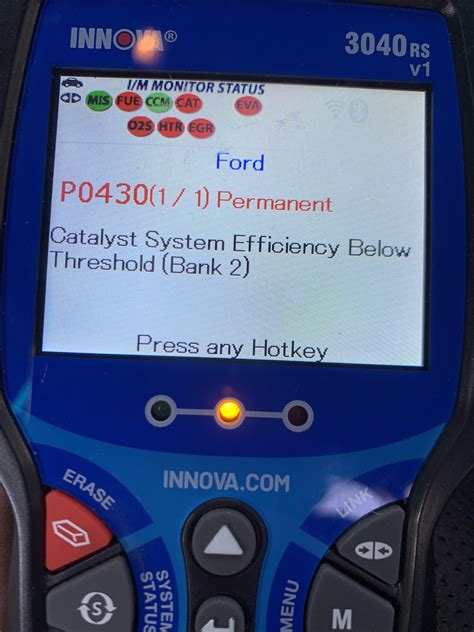 INNOVA®
3040RS
v1
I/M MONITOR STATUS
MIS FUE CCM CAT EVA
O2S HTR EGR
Ford
P0430(1 / 1) Permanent
Catalyst System Efficiency Below
Threshold (Bank 2)
Press any Hotkey
INNOVA.COM
ERASE
LINK
SYSTEM
STATUS
MENU
S
M